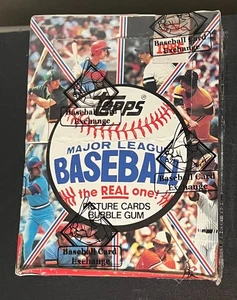 Baseball Card
Exchange
TOPPS
Baseball Card
Exchange
MAJOR LEAGUE
BASEBALL
the REAL one!
Baseball Card
Exchange
PICTURE CARDS
BUBBLE GUM
Baseball Card
Exchange